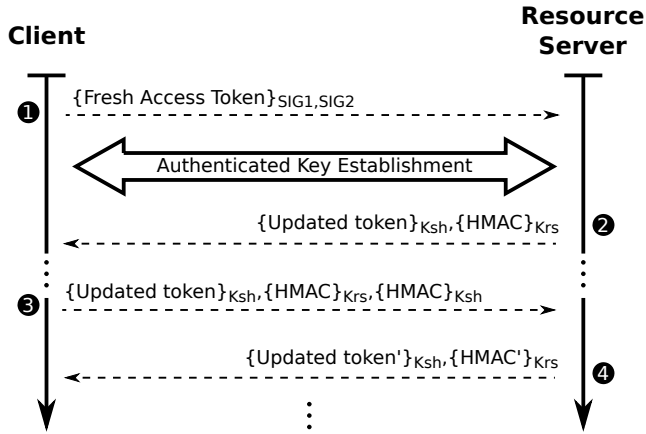 Client
Resource
Server
❶
{Fresh Access Token}SIG1,SIG2
Authenticated Key Establishment
{Updated token}Ksh,{HMAC}Krs
❷
❸
{Updated token}Ksh,{HMAC}Krs,{HMAC}Ksh
{Updated token'}Ksh,{HMAC'}Krs
❹